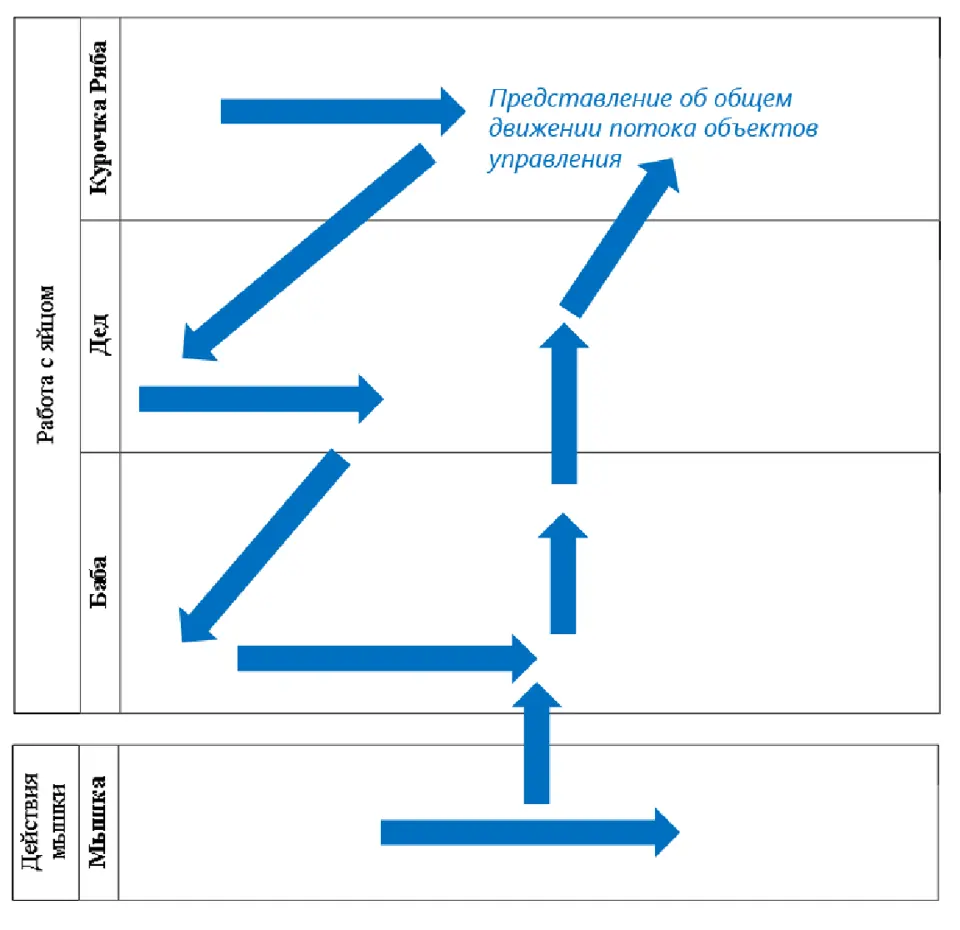 Работа с яйцом
Курочка Ряба
Представление об общем
движении потока объектов
управления
Дед
Баба
Действия
мышки
Мышка